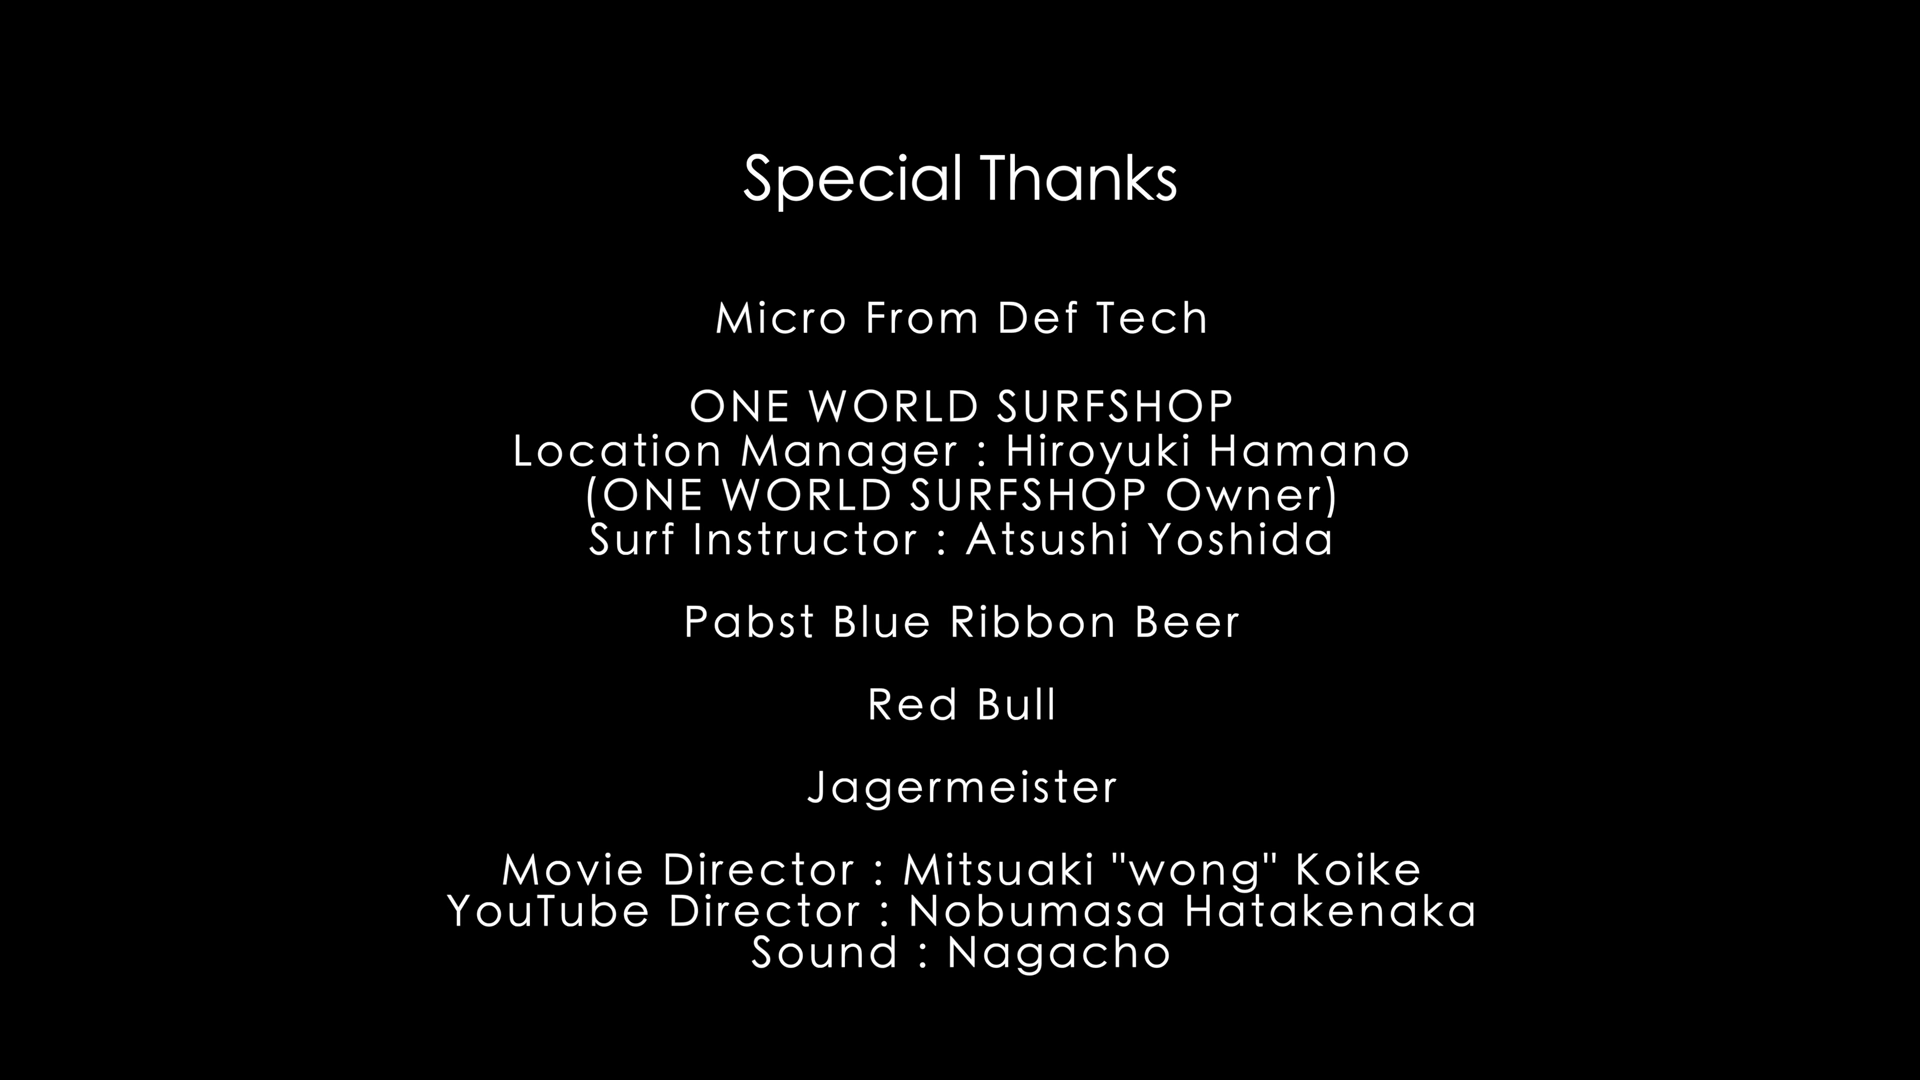 Special Thanks
Micro From Def Tech
ONE WORLD SURFSHOP
Location Manager : Hiroyuki Hamano
(ONE WORLD SURFSHOP Owner)
Surf Instructor : Atsushi Yoshida
Pabst Blue Ribbon Beer
Red Bull
Jagermeister
Movie Director : Mitsuaki "wong" Koike
YouTube Director : Nobumasa Hatakenaka
Sound : Nagacho